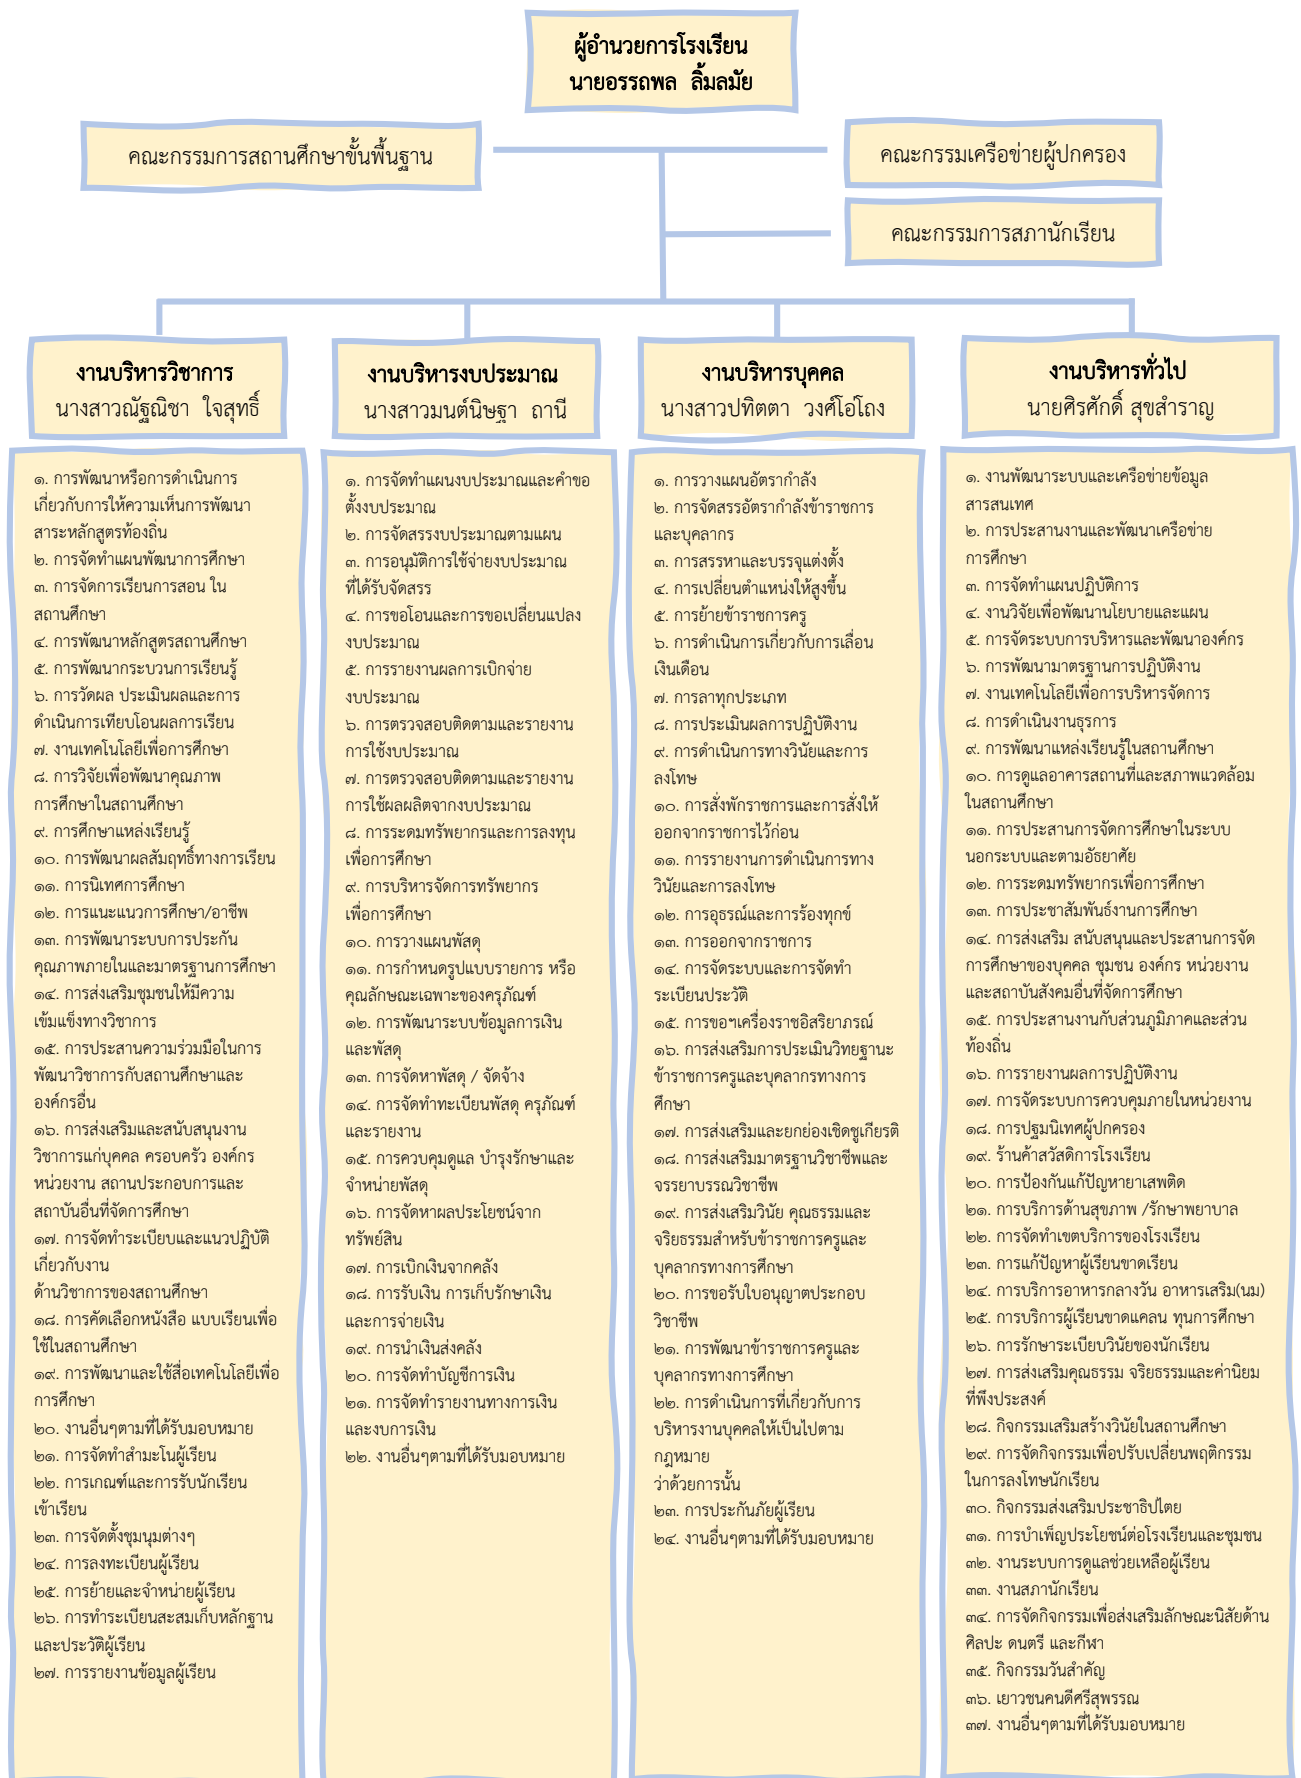 ผู้อำนวยการโรงเรียน
นายอรรถพล ลิ้มลมัย
คณะกรรมการสถานศึกษาขั้นพื้นฐาน
คณะกรรมเครือข่ายผู้ปกครอง
คณะกรรมการสภานักเรียน
งานบริหารวิชาการ
นางสาวณัฐณิชา ใจสุทธิ์
๑. การพัฒนาหรือการดำเนินการ
เกี่ยวกับการให้ความเห็นการพัฒนา
สาระหลักสูตรท้องถิ่น
๒. การจัดทำแผนพัฒนาการศึกษา
๓. การจัดการเรียนการสอน ใน
สถานศึกษา
๔. การพัฒนาหลักสูตรสถานศึกษา
๕. การพัฒนากระบวนการเรียนรู้
๖. การวัดผล ประเมินผลและการ
ดำเนินการเทียบโอนผลการเรียน
๗. งานเทคโนโลยีเพื่อการศึกษา
๘. การวิจัยเพื่อพัฒนาคุณภาพ
การศึกษาในสถานศึกษา
๙. การศึกษาแหล่งเรียนรู้
๑๐. การพัฒนาผลสัมฤทธิ์ทางการเรียน
๑๑. การนิเทศการศึกษา
๑๒. การแนะแนวการศึกษา/อาชีพ
๑๓. การพัฒนาระบบการประกัน
คุณภาพภายในและมาตรฐานการศึกษา
๑๔. การส่งเสริมชุมชนให้มีความ
เข้มแข็งทางวิชาการ
๑๕. การประสานความร่วมมือในการ
พัฒนาวิชาการกับสถานศึกษาและ
องค์กรอื่น
๑๖. การส่งเสริมและสนับสนุนงาน
วิชาการแก่บุคคล ครอบครัว องค์กร
หน่วยงาน สถานประกอบการและ
สถาบันอื่นที่จัดการศึกษา
๑๗. การจัดทำระเบียบและแนวปฏิบัติ
เกี่ยวกับงาน
ด้านวิชาการของสถานศึกษา
๑๘. การคัดเลือกหนังสือ แบบเรียนเพื่อ
ใช้ในสถานศึกษา
๑๙. การพัฒนาและใช้สื่อเทคโนโลยีเพื่อ
การศึกษา
๒๐. งานอื่นๆตามที่ได้รับมอบหมาย
๒๑. การจัดทำสำมะโนผู้เรียน
๒๒. การเกณฑ์และการรับนักเรียน
เข้าเรียน
๒๓. การจัดตั้งชุมนุมต่างๆ
๒๔. การลงทะเบียนผู้เรียน
๒๕. การย้ายและจำหน่ายผู้เรียน
๒๖. การทำระเบียนสะสมเก็บหลักฐาน
และประวัติผู้เรียน
๒๗. การรายงานข้อมูลผู้เรียน
งานบริหารงบประมาณ
นางสาวมนต์นิษฐา ถานี
๑. การจัดทำแผนงบประมาณและคำขอ
ตั้งงบประมาณ
๒. การจัดสรรงบประมาณตามแผน
๓. การอนุมัติการใช้จ่ายงบประมาณ
ที่ได้รับจัดสรร
๔. การขอโอนและการขอเปลี่ยนแปลง
งบประมาณ
๕. การรายงานผลการเบิกจ่าย
งบประมาณ
๖. การตรวจสอบติดตามและรายงาน
การใช้งบประมาณ
๗. การตรวจสอบติดตามและรายงาน
การใช้ผลผลิตจากงบประมาณ
๘. การระดมทรัพยากรและการลงทุน
เพื่อการศึกษา
๙. การบริหารจัดการทรัพยากร
เพื่อการศึกษา
๑๐. การวางแผนพัสดุ
๑๑. การกำหนดรูปแบบรายการ หรือ
คุณลักษณะเฉพาะของครุภัณฑ์
๑๒. การพัฒนาระบบข้อมูลการเงิน
และพัสดุ
๑๓. การจัดหาพัสดุ / จัดจ้าง
๑๔. การจัดทำทะเบียนพัสดุ ครุภัณฑ์
และรายงาน
๑๕. การควบคุมดูแล บำรุงรักษาและ
จำหน่ายพัสดุ
๑๖. การจัดหาผลประโยชน์จาก
ทรัพย์สิน
๑๗. การเบิกเงินจากคลัง
๑๘. การรับเงิน การเก็บรักษาเงิน
และการจ่ายเงิน
๑๙. การนำเงินส่งคลัง
๒๐. การจัดทำบัญชีการเงิน
๒๑. การจัดทำรายงานทางการเงิน
และงบการเงิน
๒๒. งานอื่นๆตามที่ได้รับมอบหมาย
งานบริหารบุคคล
นางสาวปทิตตา วงศ์โอโถง
๑. การวางแผนอัตรากำลัง
๒. การจัดสรรอัตรากำลังข้าราชการ
และบุคลากร
๓. การสรรหาและบรรจุแต่งตั้ง
๔. การเปลี่ยนตำแหน่งให้สูงขึ้น
๕. การย้ายข้าราชการครู
๖. การดำเนินการเกี่ยวกับการเลื่อน
เงินเดือน
๗. การลาทุกประเภท
๘. การประเมินผลการปฏิบัติงาน
๙. การดำเนินการทางวินัยและการ
ลงโทษ
๑๐. การสั่งพักราชการและการสั่งให้
ออกจากราชการไว้ก่อน
๑๑. การรายงานการดำเนินการทาง
วินัยและการลงโทษ
๑๒. การอุธรณ์และการร้องทุกข์
๑๓. การออกจากราชการ
๑๔. การจัดระบบและการจัดทำ
ระเบียนประวัติ
๑๕. การขอฯเครื่องราชอิสริยาภรณ์
๑๖. การส่งเสริมการประเมินวิทยฐานะ
ข้าราชการครูและบุคลากรทางการ
ศึกษา
๑๗. การส่งเสริมและยกย่องเชิดชูเกียรติ
๑๘. การส่งเสริมมาตรฐานวิชาชีพและ
จรรยาบรรณวิชาชีพ
๑๙. การส่งเสริมวินัย คุณธรรมและ
จริยธรรมสำหรับข้าราชการครูและ
บุคลากรทางการศึกษา
๒๐. การขอรับใบอนุญาตประกอบ
วิชาชีพ
๒๑. การพัฒนาข้าราชการครูและ
บุคลากรทางการศึกษา
๒๒. การดำเนินการที่เกี่ยวกับการ
บริหารงานบุคคลให้เป็นไปตาม
กฎหมาย
ว่าด้วยการนั้น
๒๓. การประกันภัยผู้เรียน
๒๔. งานอื่นๆตามที่ได้รับมอบหมาย
งานบริหารทั่วไป
นายศิรศักดิ์ สุขสำราญ
๑. งานพัฒนาระบบและเครือข่ายข้อมูล
สารสนเทศ
๒. การประสานงานและพัฒนาเครือข่าย
การศึกษา
๓. การจัดทำแผนปฏิบัติการ
๔. งานวิจัยเพื่อพัฒนานโยบายและแผน
๕. การจัดระบบการบริหารและพัฒนาองค์กร
๖. การพัฒนามาตรฐานการปฏิบัติงาน
๗. งานเทคโนโลยีเพื่อการบริหารจัดการ
๘. การดำเนินงานธุรการ
๙. การพัฒนาแหล่งเรียนรู้ในสถานศึกษา
๑๐. การดูแลอาคารสถานที่และสภาพแวดล้อม
ในสถานศึกษา
๑๑. การประสานการจัดการศึกษาในระบบ
นอกระบบและตามอัธยาศัย
๑๒. การระดมทรัพยากรเพื่อการศึกษา
๑๓. การประชาสัมพันธ์งานการศึกษา
๑๔. การส่งเสริม สนับสนุนและประสานการจัด
การศึกษาของบุคคล ชุมชน องค์กร หน่วยงาน
และสถาบันสังคมอื่นที่จัดการศึกษา
๑๕. การประสานงานกับส่วนภูมิภาคและส่วน
ท้องถิ่น
๑๖. การรายงานผลการปฏิบัติงาน
๑๗. การจัดระบบการควบคุมภายในหน่วยงาน
๑๘. การปฐมนิเทศผู้ปกครอง
๑๙. ร้านค้าสวัสดิการโรงเรียน
๒๐. การป้องกันแก้ปัญหายาเสพติด
๒๑. การบริการด้านสุขภาพ /รักษาพยาบาล
๒๒. การจัดทำเขตบริการของโรงเรียน
๒๓. การแก้ปัญหาผู้เรียนขาดเรียน
๒๔. การบริการอาหารกลางวัน อาหารเสริม(นม)
๒๕. การบริการผู้เรียนขาดแคลน ทุนการศึกษา
๒๖. การรักษาระเบียบวินัยของนักเรียน
๒๗. การส่งเสริมคุณธรรม จริยธรรมและค่านิยม
ที่พึงประสงค์
๒๘. กิจกรรมเสริมสร้างวินัยในสถานศึกษา
๒๙. การจัดกิจกรรมเพื่อปรับเปลี่ยนพฤติกรรม
ในการลงโทษนักเรียน
๓๐. กิจกรรมส่งเสริมประชาธิปไตย
๓๑. การบำเพ็ญประโยชน์ต่อโรงเรียนและชุมชน
๓๒. งานระบบการดูแลช่วยเหลือผู้เรียน
๓๓. งานสภานักเรียน
๓๔. การจัดกิจกรรมเพื่อส่งเสริมลักษณะนิสัยด้าน
ศิลปะ ดนตรี และกีฬา
๓๕. กิจกรรมวันสำคัญ
๓๖. เยาวชนคนดีศรีสุพรรณ
๓๗. งานอื่นๆตามที่ได้รับมอบหมาย